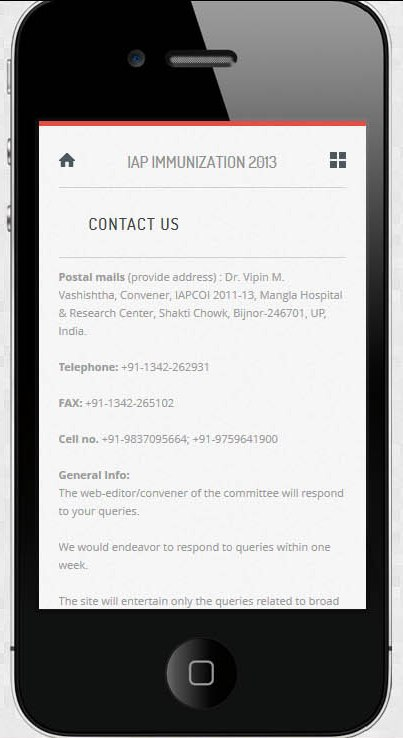 IAP IMMUNIZATION 2013
CONTACT US
Postal mails (provide address) : Dr. Vipin M.
Vashishtha, Convener, IAPCOI 2011-13, Mangla Hospital
& Research Center, Shakti Chowk, Bijnor-246701, UP,
India.
Telephone: +91-1342-262931
FAX: +91-1342-265102
Cell no. +91-9837095664; +91-9759641900
General Info:
The web-editor/convener of the committee will respond
to your queries.
We would endeavor to respond to queries within one
week.
The site will entertain only the queries related to broad